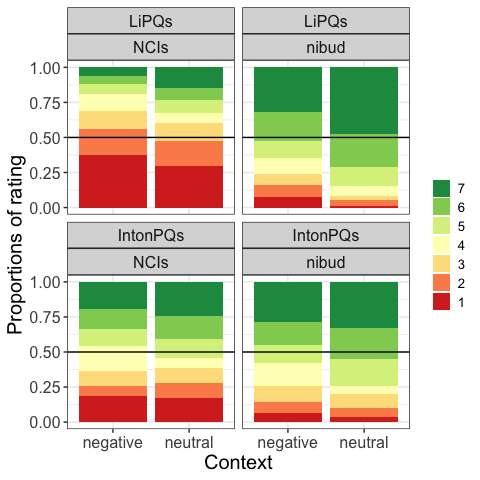 LiPQs LiPQs
NCIs nibud
1.00
0.75
0.50
0.25
0.00
IntonPQs IntonPQs
NCIs nibud
1.00
0.75
0.50
0.25
0.00
negative neutral negative neutral
Context
Proportions of rating
7
6
5
4
3
2
1